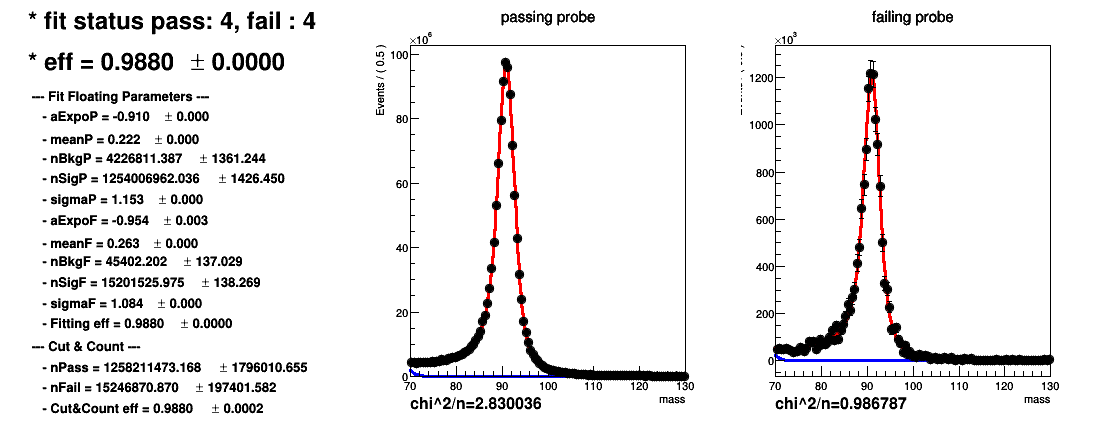 * fit status pass: 4, fail : 4
* eff = 0.9880 ± 0.0000
--- Fit Floating Parameters ---
- aExpoP = -0.910 ± 0.000
- meanP = 0.222 ± 0.000
- nBkgP = 4226811.387 ± 1361.244
- nSigP = 1254006962.036 ± 1426.450
- sigmaP = 1.153 ± 0.000
- aExpoF = -0.954 ± 0.003
- meanF = 0.263 ± 0.000
- nBkgF = 45402.202 ± 137.029
- nSigF = 15201525.975 ± 138.269
- sigmaF = 1.084 ± 0.000
- Fitting eff = 0.9880 ± 0.0000
--- Cut & Count ---
- nPass = 1258211473.168 ± 1796010.655
- nFail = 15246870.870 ± 197401.582
- Cut&Count eff = 0.9880 ± 0.0002
passing probe
×10⁶
Events / ( 0.5 )
100
80
60
40
20
0
70 80 90 100 110 120 130
mass
chi^2/n=2.830036
failing probe
×10³
1200
1000
800
600
400
200
0
70 80 90 100 110 120 130
mass
chi^2/n=0.986787